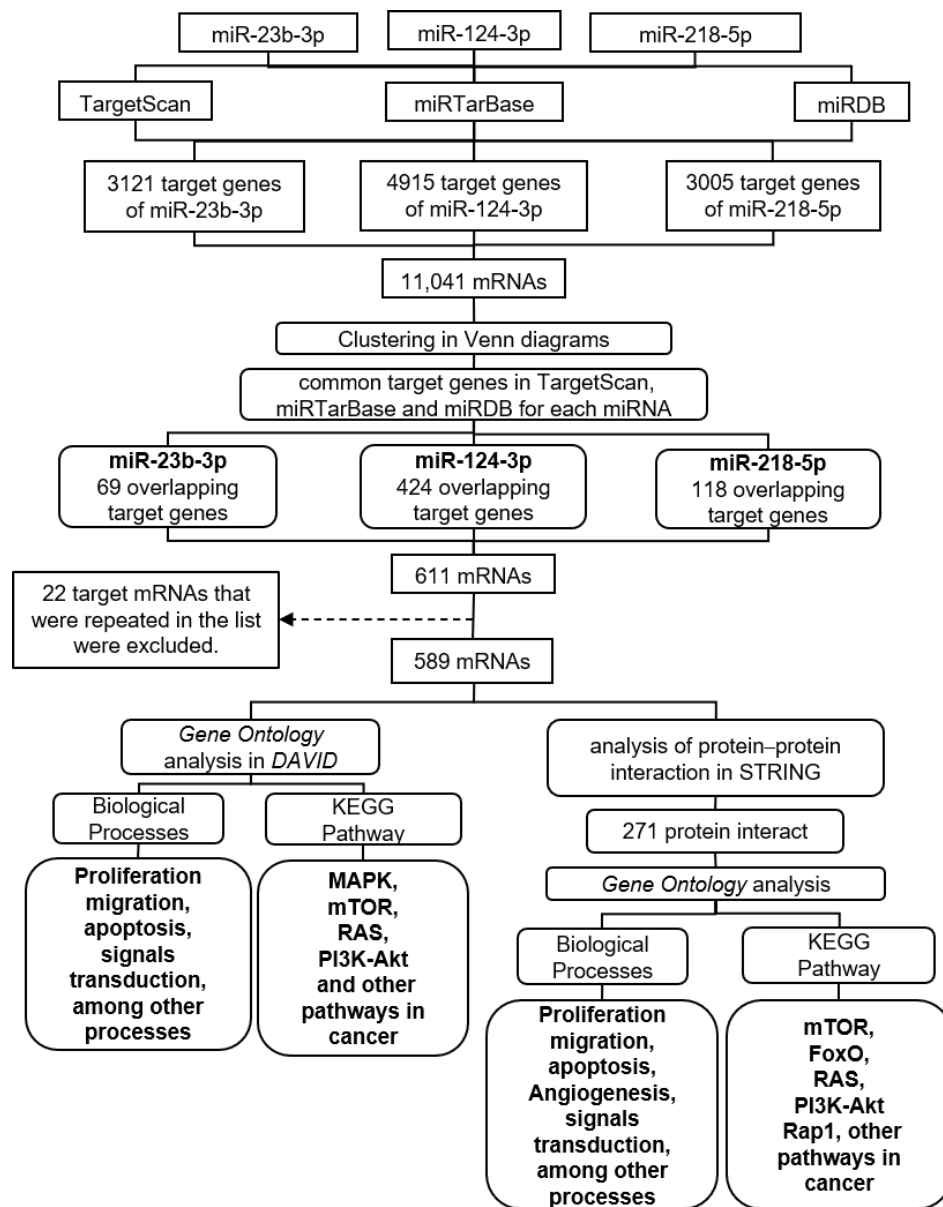 miR-23b-3p
miR-124-3p
miR-218-5p
TargetScan
miRTarBase
miRDB
3121 target genes
of miR-23b-3p
4915 target genes
of miR-124-3p
3005 target genes
of miR-218-5p
11,041 mRNAs
Clustering in Venn diagrams
common target genes in TargetScan,
miRTarBase and miRDB for each miRNA
miR-23b-3p
69 overlapping
target genes
miR-124-3p
424 overlapping
target genes
miR-218-5p
118 overlapping
target genes
611 mRNAs
22 target mRNAs that
were repeated in the list
were excluded.
589 mRNAs
Gene Ontology
analysis in DAVID
analysis of protein–protein
interaction in STRING
Biological
Processes
KEGG
Pathway
271 protein interact
Proliferation
migration,
apoptosis,
signals
transduction,
among other
processes
MAPK,
mTOR,
RAS,
PI3K-Akt
and other
pathways in
cancer
Gene Ontology analysis
Biological
Processes
KEGG
Pathway
Proliferation
migration,
apoptosis,
Angiogenesis,
signals
transduction,
among other
processes
mTOR,
FoxO,
RAS,
PI3K-Akt
Rap1, other
pathways in
cancer